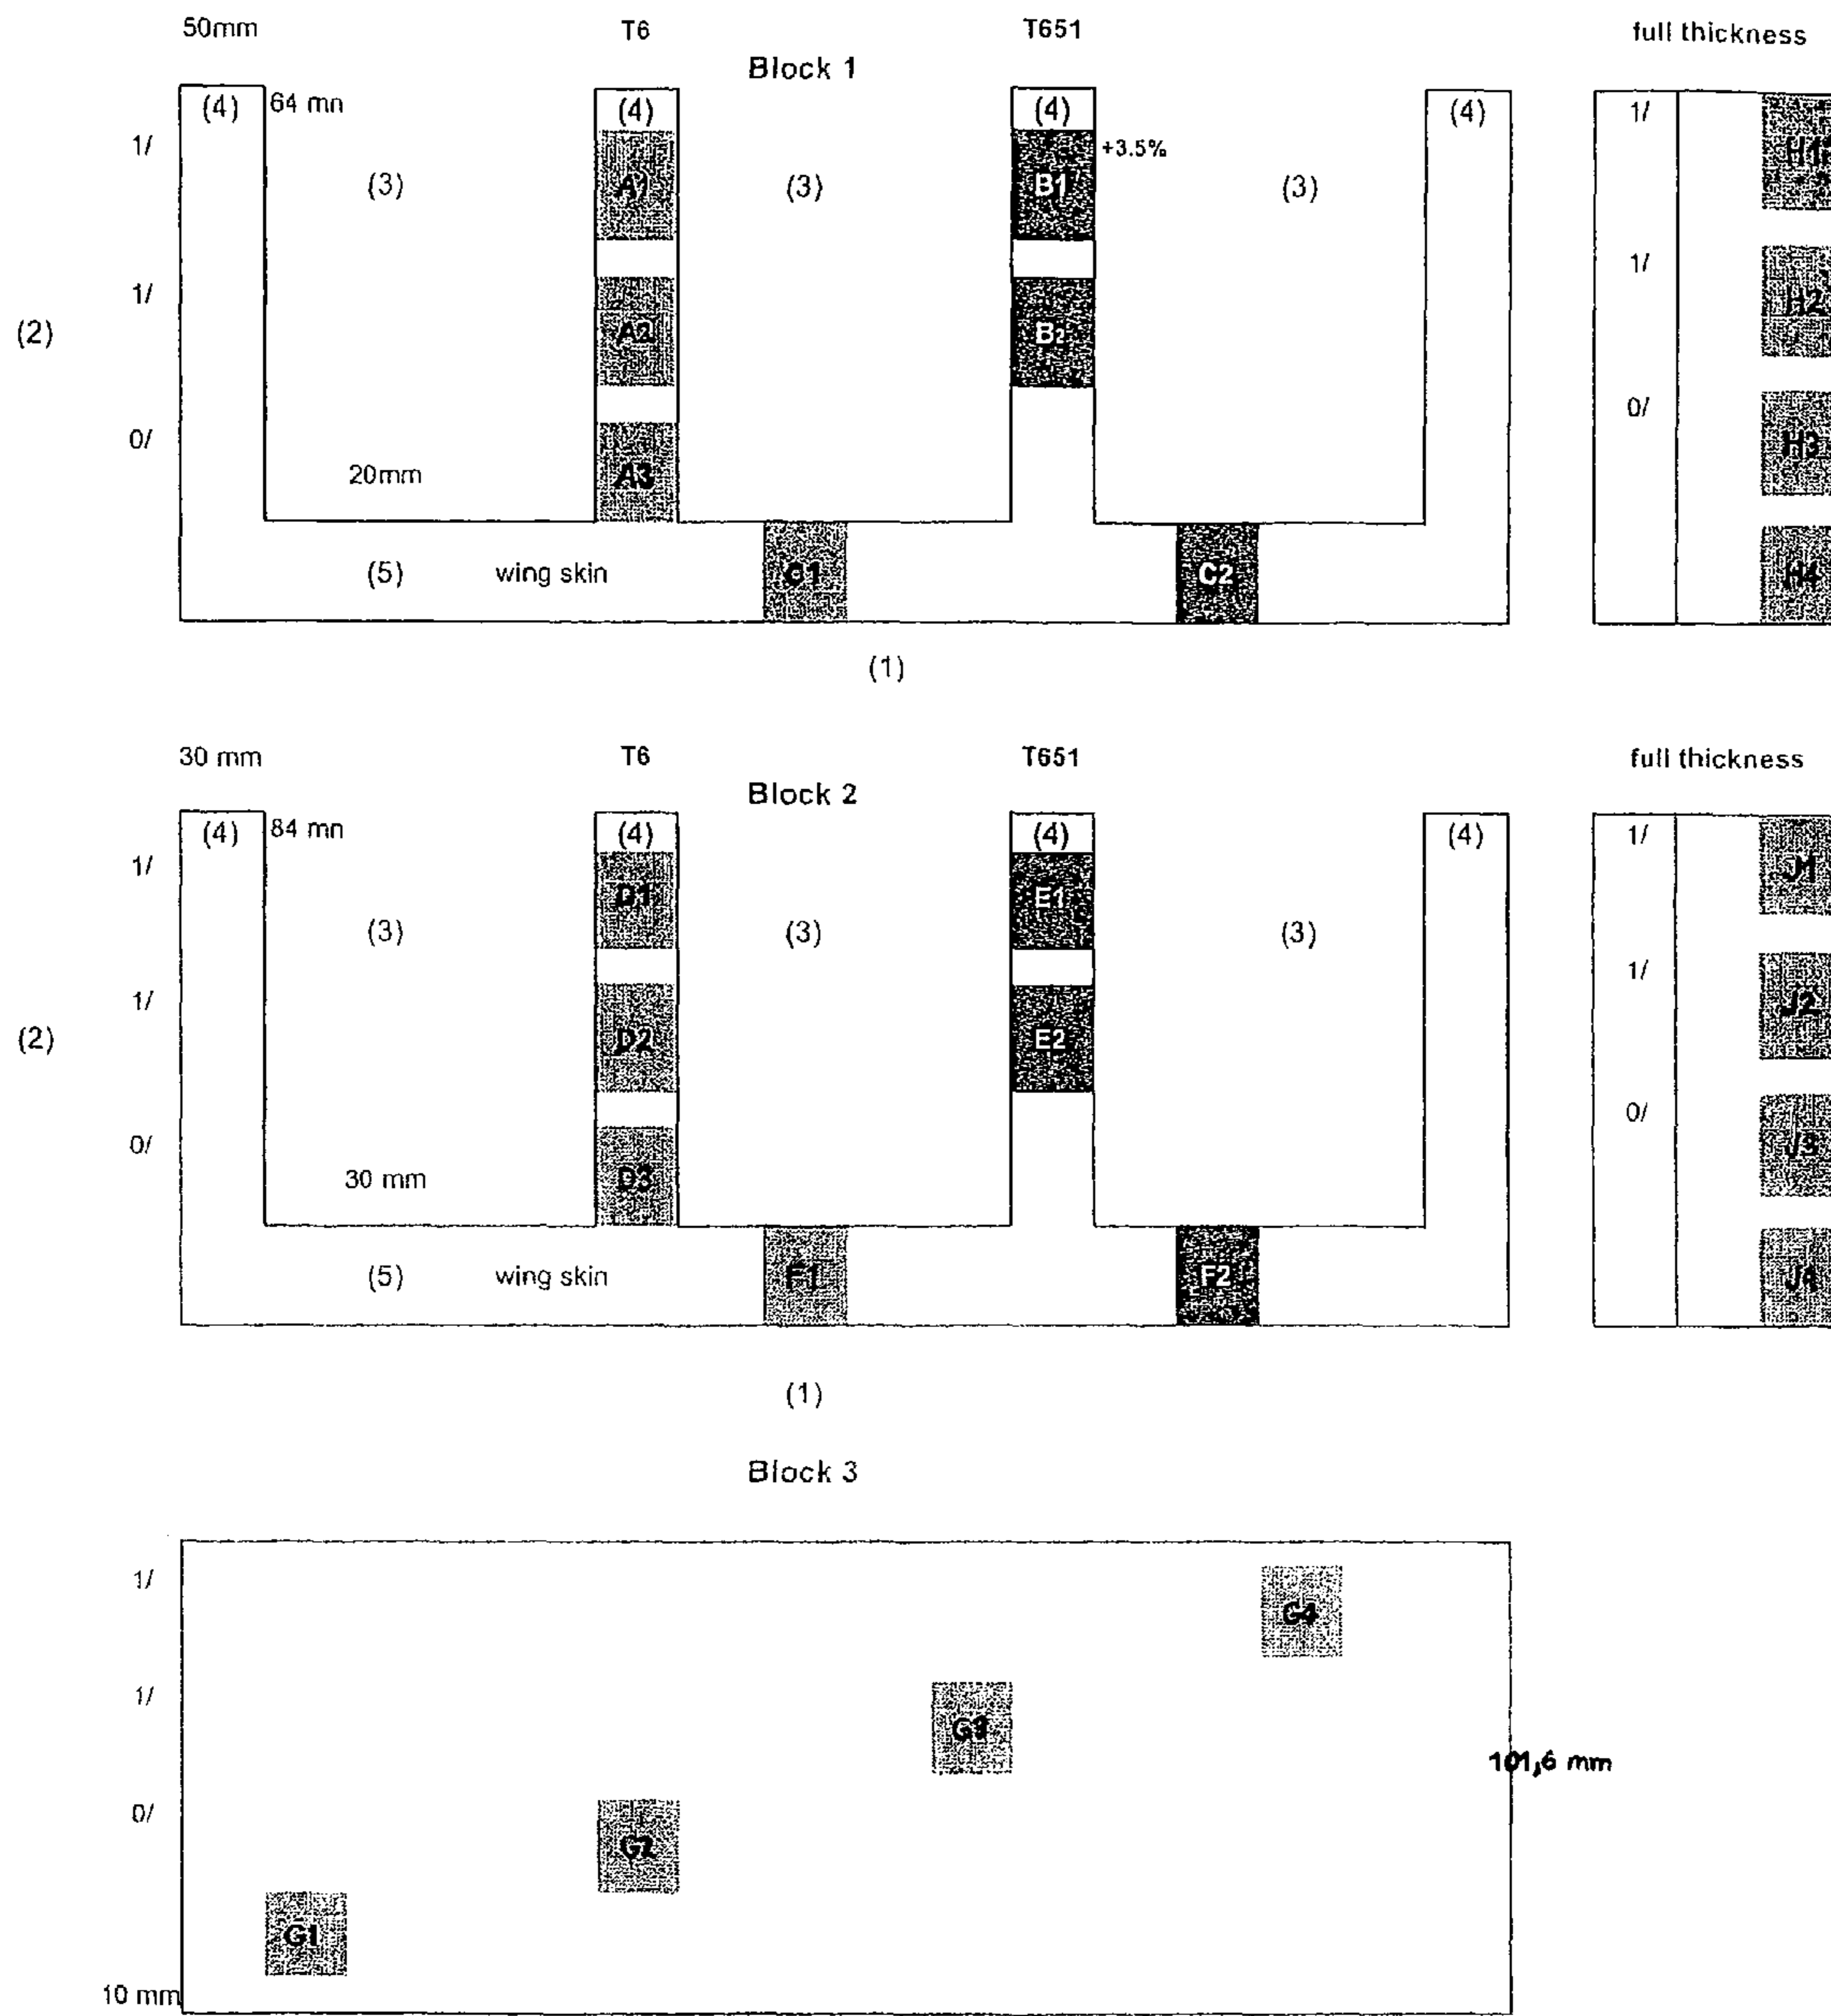 50mm T6 T651 full thickness
Block 1
(4) 64 mn (4) (4) (4) 1/
1/ +3.5% H1
(3) A1 (3) B1 (3)
1/ 1/ H2
(2) A2 B2
0/ 0/ H3
20mm A3
(5) wing skin C1 C2 H4
(1)
30 mm T6 T651 full thickness
Block 2
(4) 84 mn (4) (4) (4) 1/
1/ D1 E1 J1
(3) (3) (3)
1/ 1/ J2
(2) D2 E2
0/ 0/ J3
30 mm D3
(5) wing skin F1 F2 J4
(1)
Block 3
1/
G4
1/
G3
101,6 mm
0/
G2
G1
10 mm